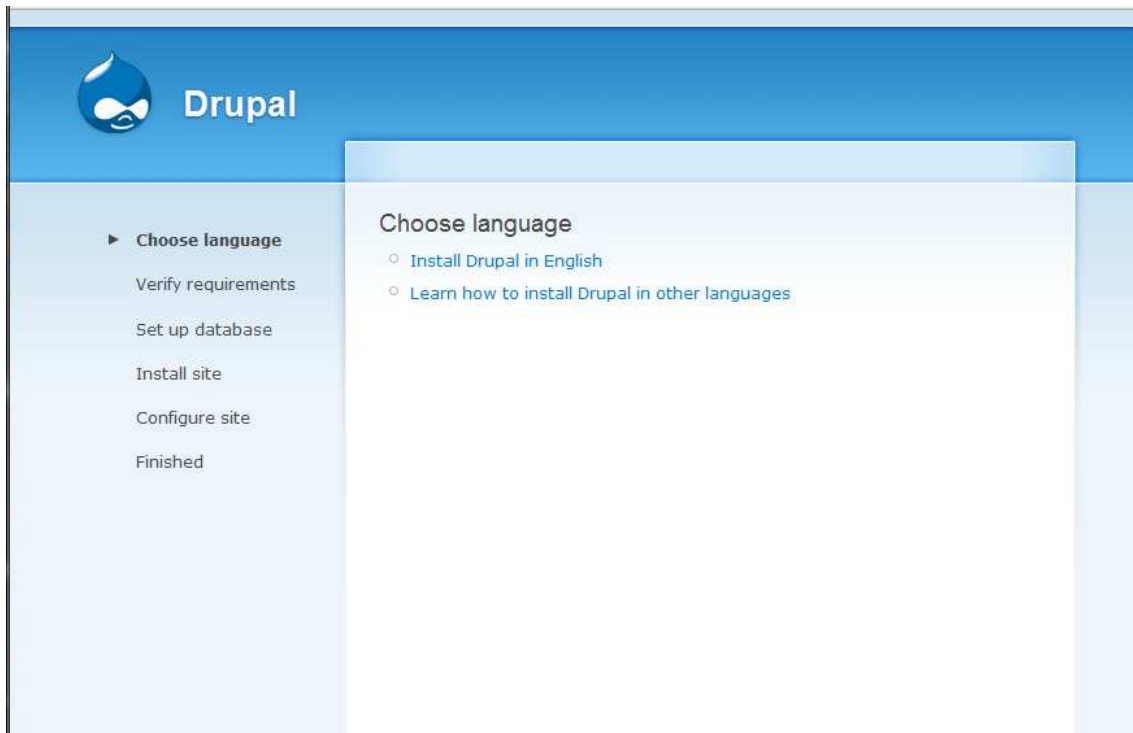 Drupal
Choose language
Verify requirements
Set up database
Install site
Configure site
Finished
Choose language
Install Drupal in English
Learn how to install Drupal in other languages